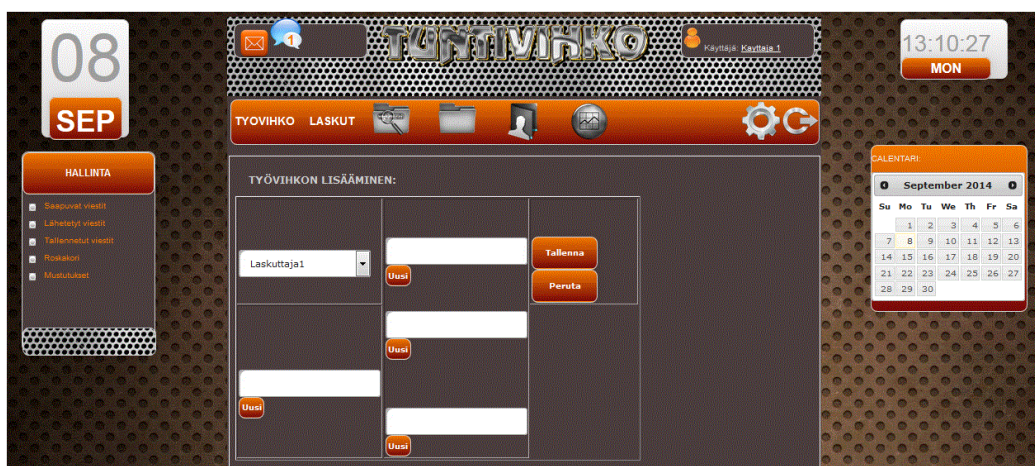 08
SEP
1
TUNTIVIHKO
Käyttäjä: Kayttaja 1
13:10:27
MON
TYOVIHKO LASKUT
HALLINTA
Saapuvat viestit
Lähetetyt viestit
Tallennetut viestit
Roskakori
Mustutukset
TYÖVIHKON LISÄÄMINEN:
Laskuttaja1
Uusi
Tallenna
Peruta
Uusi
Uusi
Uusi
CALENTARI:
September 2014
Su Mo Tu We Th Fr Sa
1 2 3 4 5 6
7 8 9 10 11 12 13
14 15 16 17 18 19 20
21 22 23 24 25 26 27
28 29 30